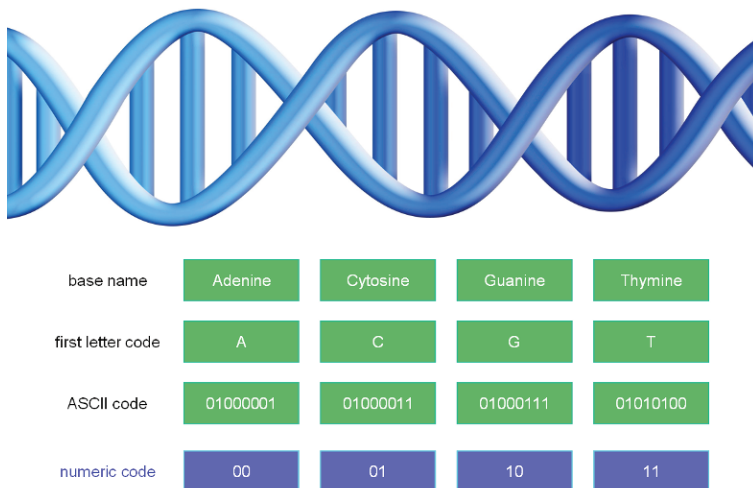 base name Adenine Cytosine Guanine Thymine
first letter code A C G T
ASCII code 01000001 01000011 01000111 01010100
numeric code 00 01 10 11